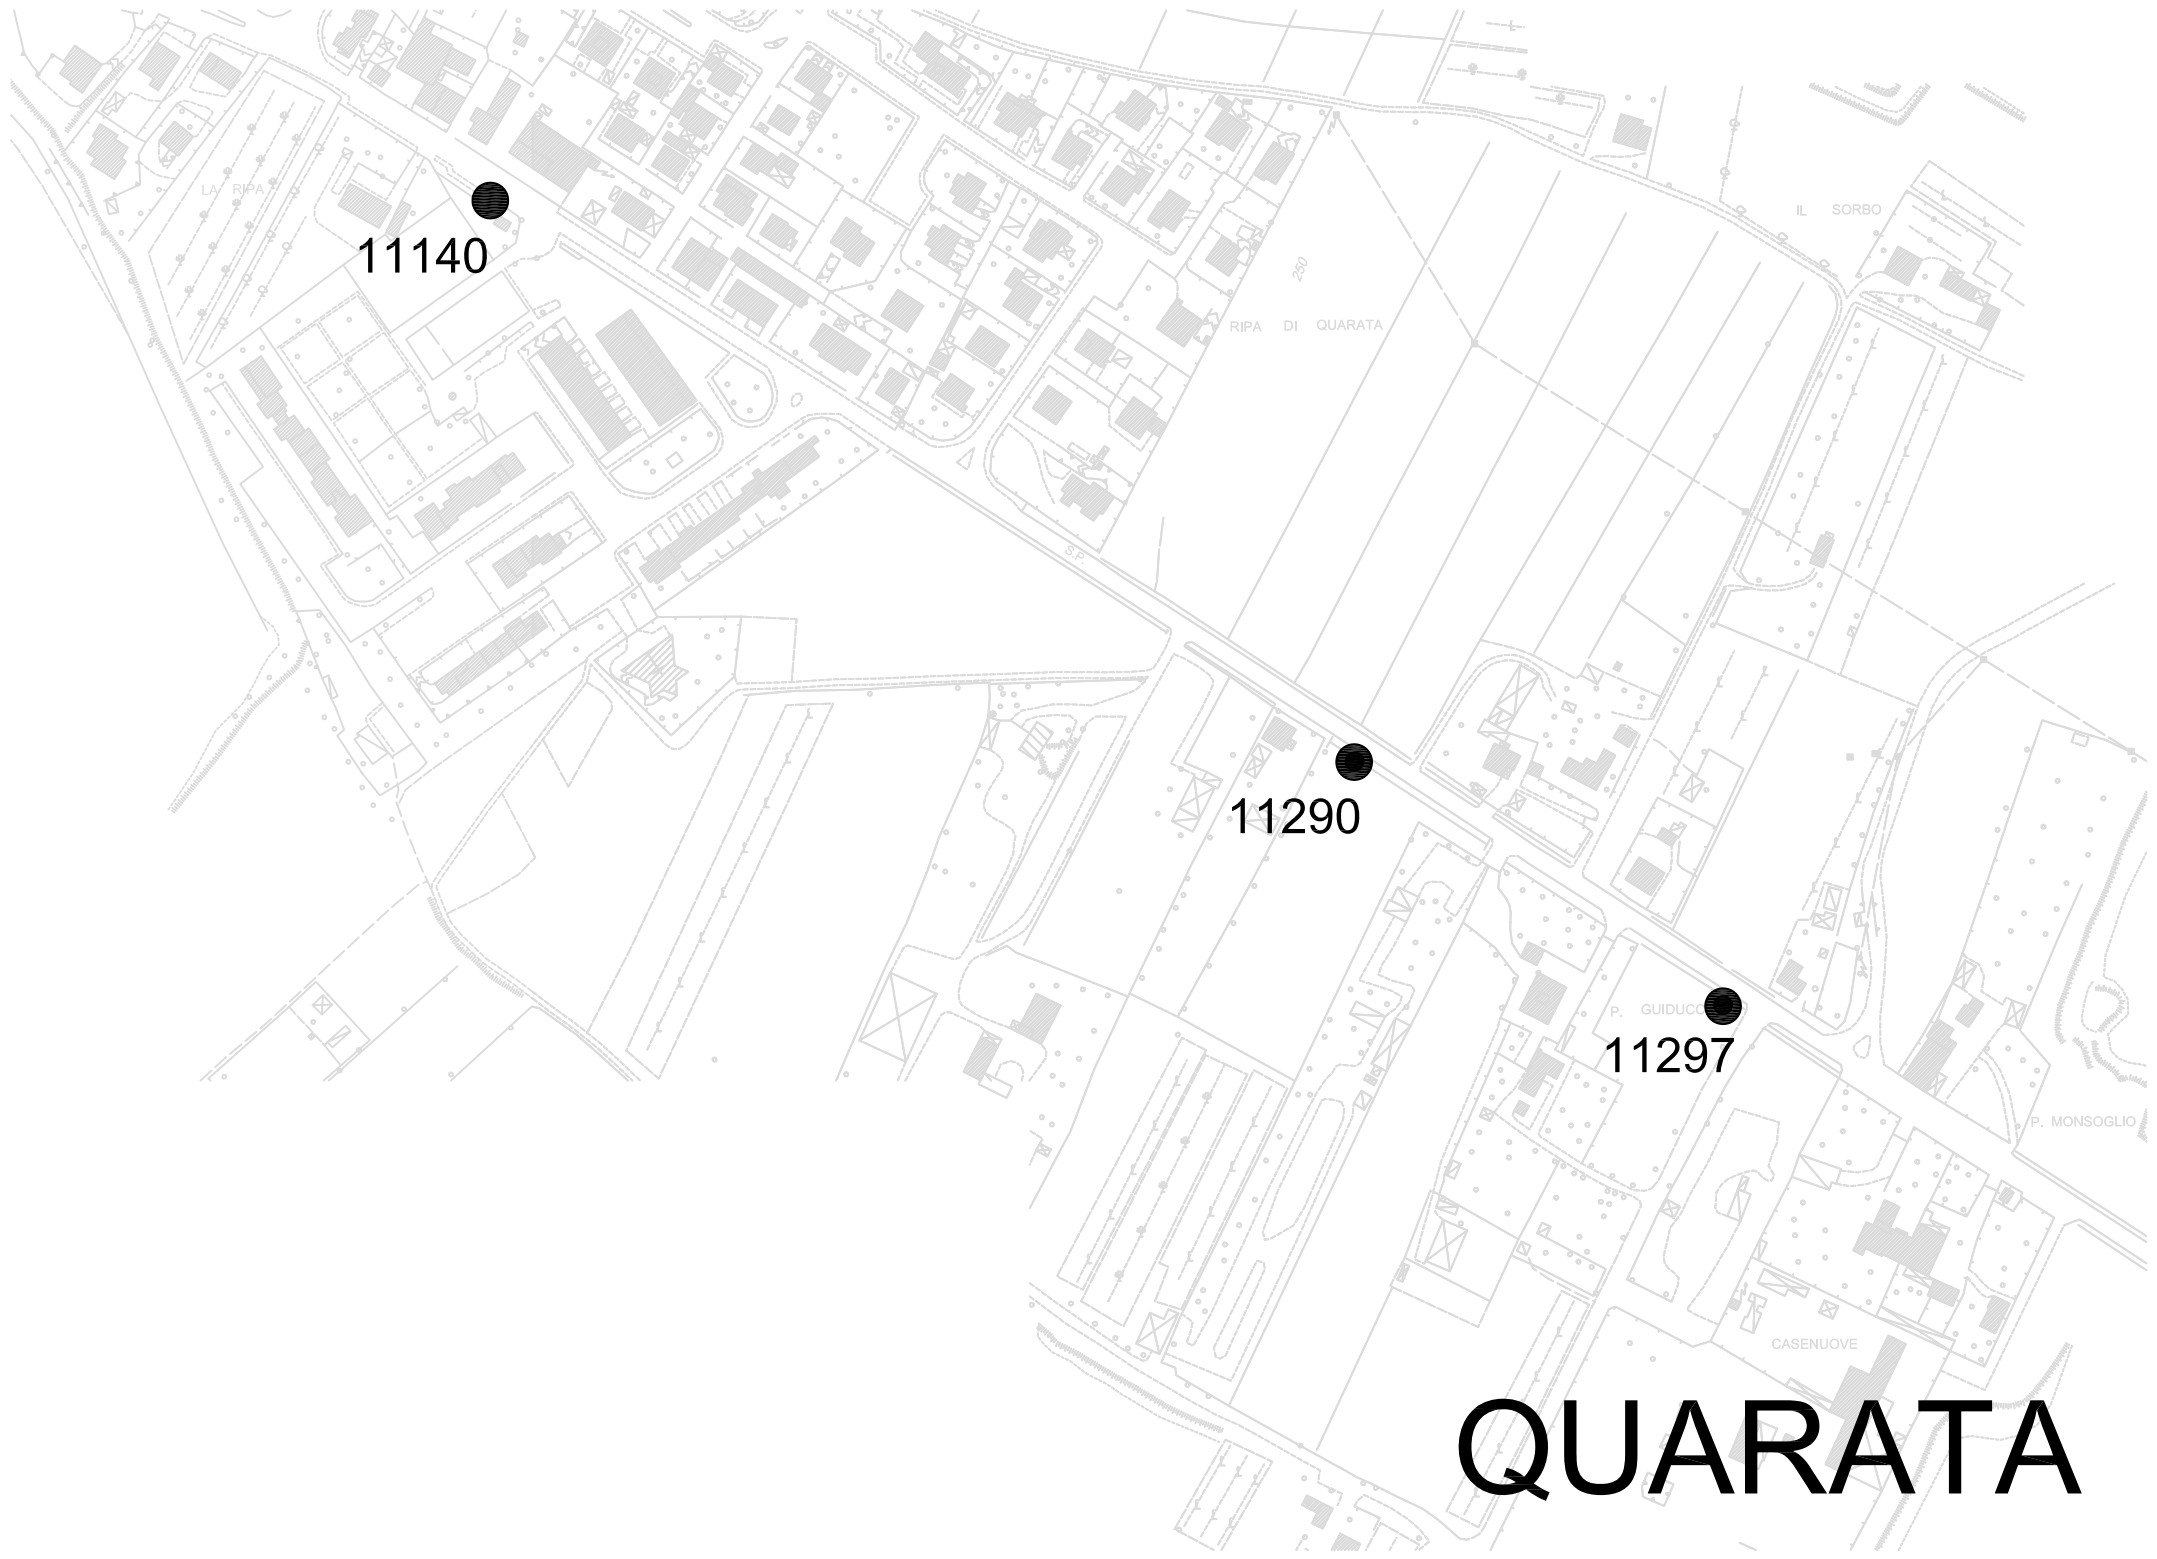 LA RIPA
11140
IL SORBO
250
RIPA DI QUARATA
S.P.
11290
P. GUIDUCC
11297
P. MONSOGLIO
CASENUOVE
QUARATA